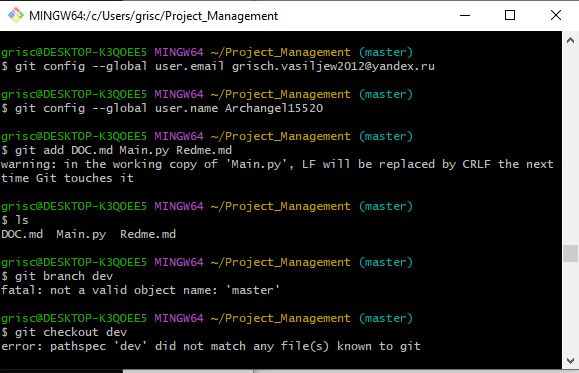 MINGW64:/c/Users/grisc/Project_Management
grisc@DESKTOP-K3QOEE5 MINGW64 ~/Project_Management (master)
$ git config --global user.email grisch.vasiljew2012@yandex.ru
grisc@DESKTOP-K3QOEE5 MINGW64 ~/Project_Management (master)
$ git config --global user.name Archangel15520
grisc@DESKTOP-K3QOEE5 MINGW64 ~/Project_Management (master)
$ git add DOC.md Main.py Redme.md
warning: in the working copy of 'Main.py', LF will be replaced by CRLF the next
time Git touches it
grisc@DESKTOP-K3QOEE5 MINGW64 ~/Project_Management (master)
$ ls
DOC.md  Main.py  Redme.md
grisc@DESKTOP-K3QOEE5 MINGW64 ~/Project_Management (master)
$ git branch dev
fatal: not a valid object name: 'master'
grisc@DESKTOP-K3QOEE5 MINGW64 ~/Project_Management (master)
$ git checkout dev
error: pathspec 'dev' did not match any file(s) known to git